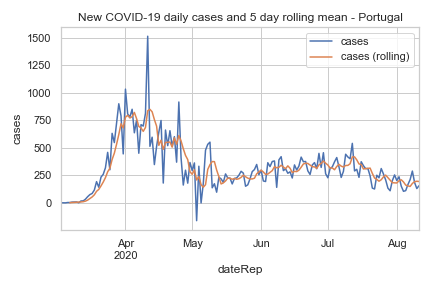 New COVID-19 daily cases and 5 day rolling mean - Portugal
cases
cases (rolling)
1500
1250
1000
750
500
250
0
cases
Apr
2020
May
Jun
Jul
Aug
dateRep